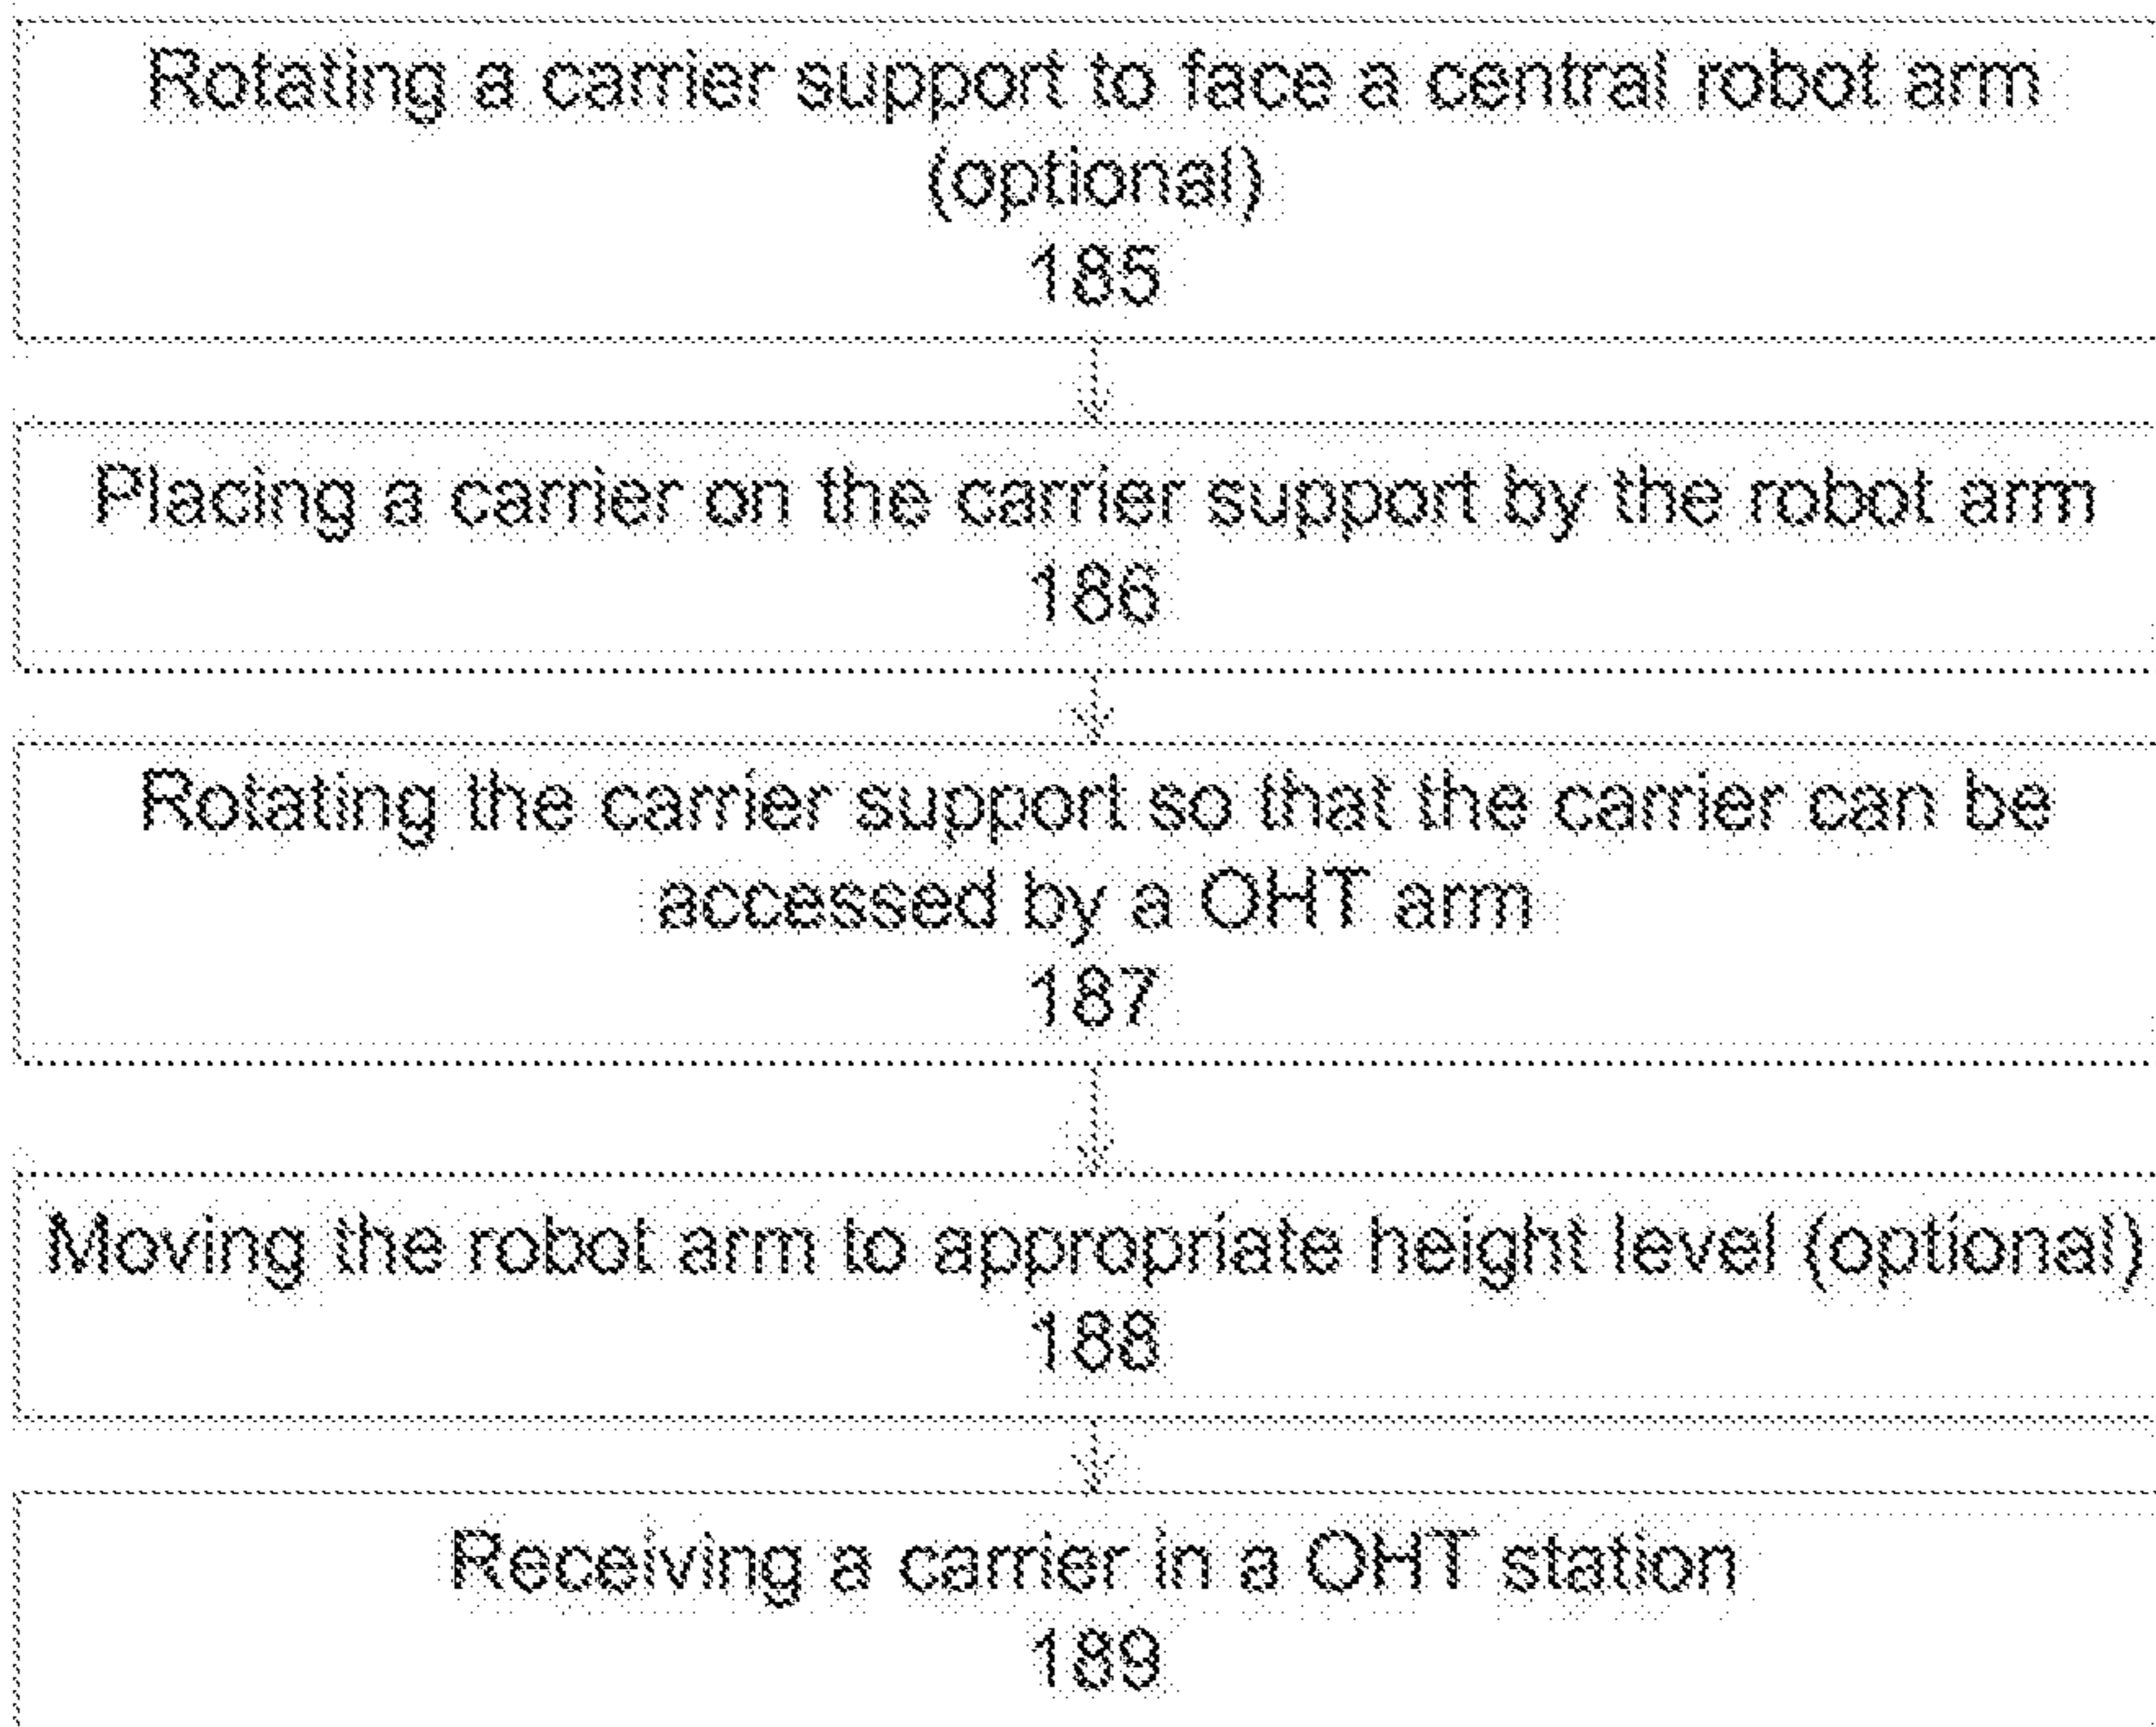 Rotating a carrier support to face a central robot arm
(optional)
185
Placing a carrier on the carrier support by the robot arm
186
Rotating the carrier support so that the carrier can be
accessed by a OHT arm
187
Moving the robot arm to appropriate height level (optional)
188
Receiving a carrier in a OHT station
189